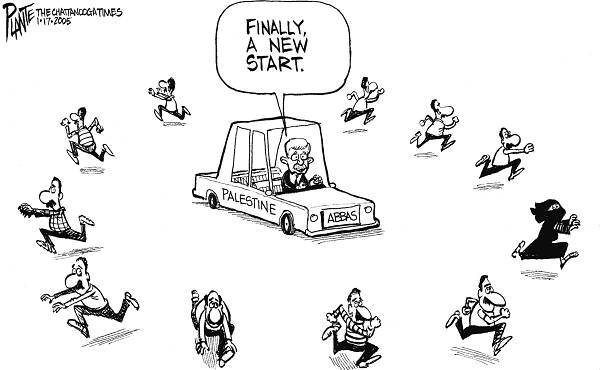 PLANTE THE CHATTANOOGA TIMES
1·17·2005
FINALLY,
A NEW
START.
PALESTINE
ABBAS